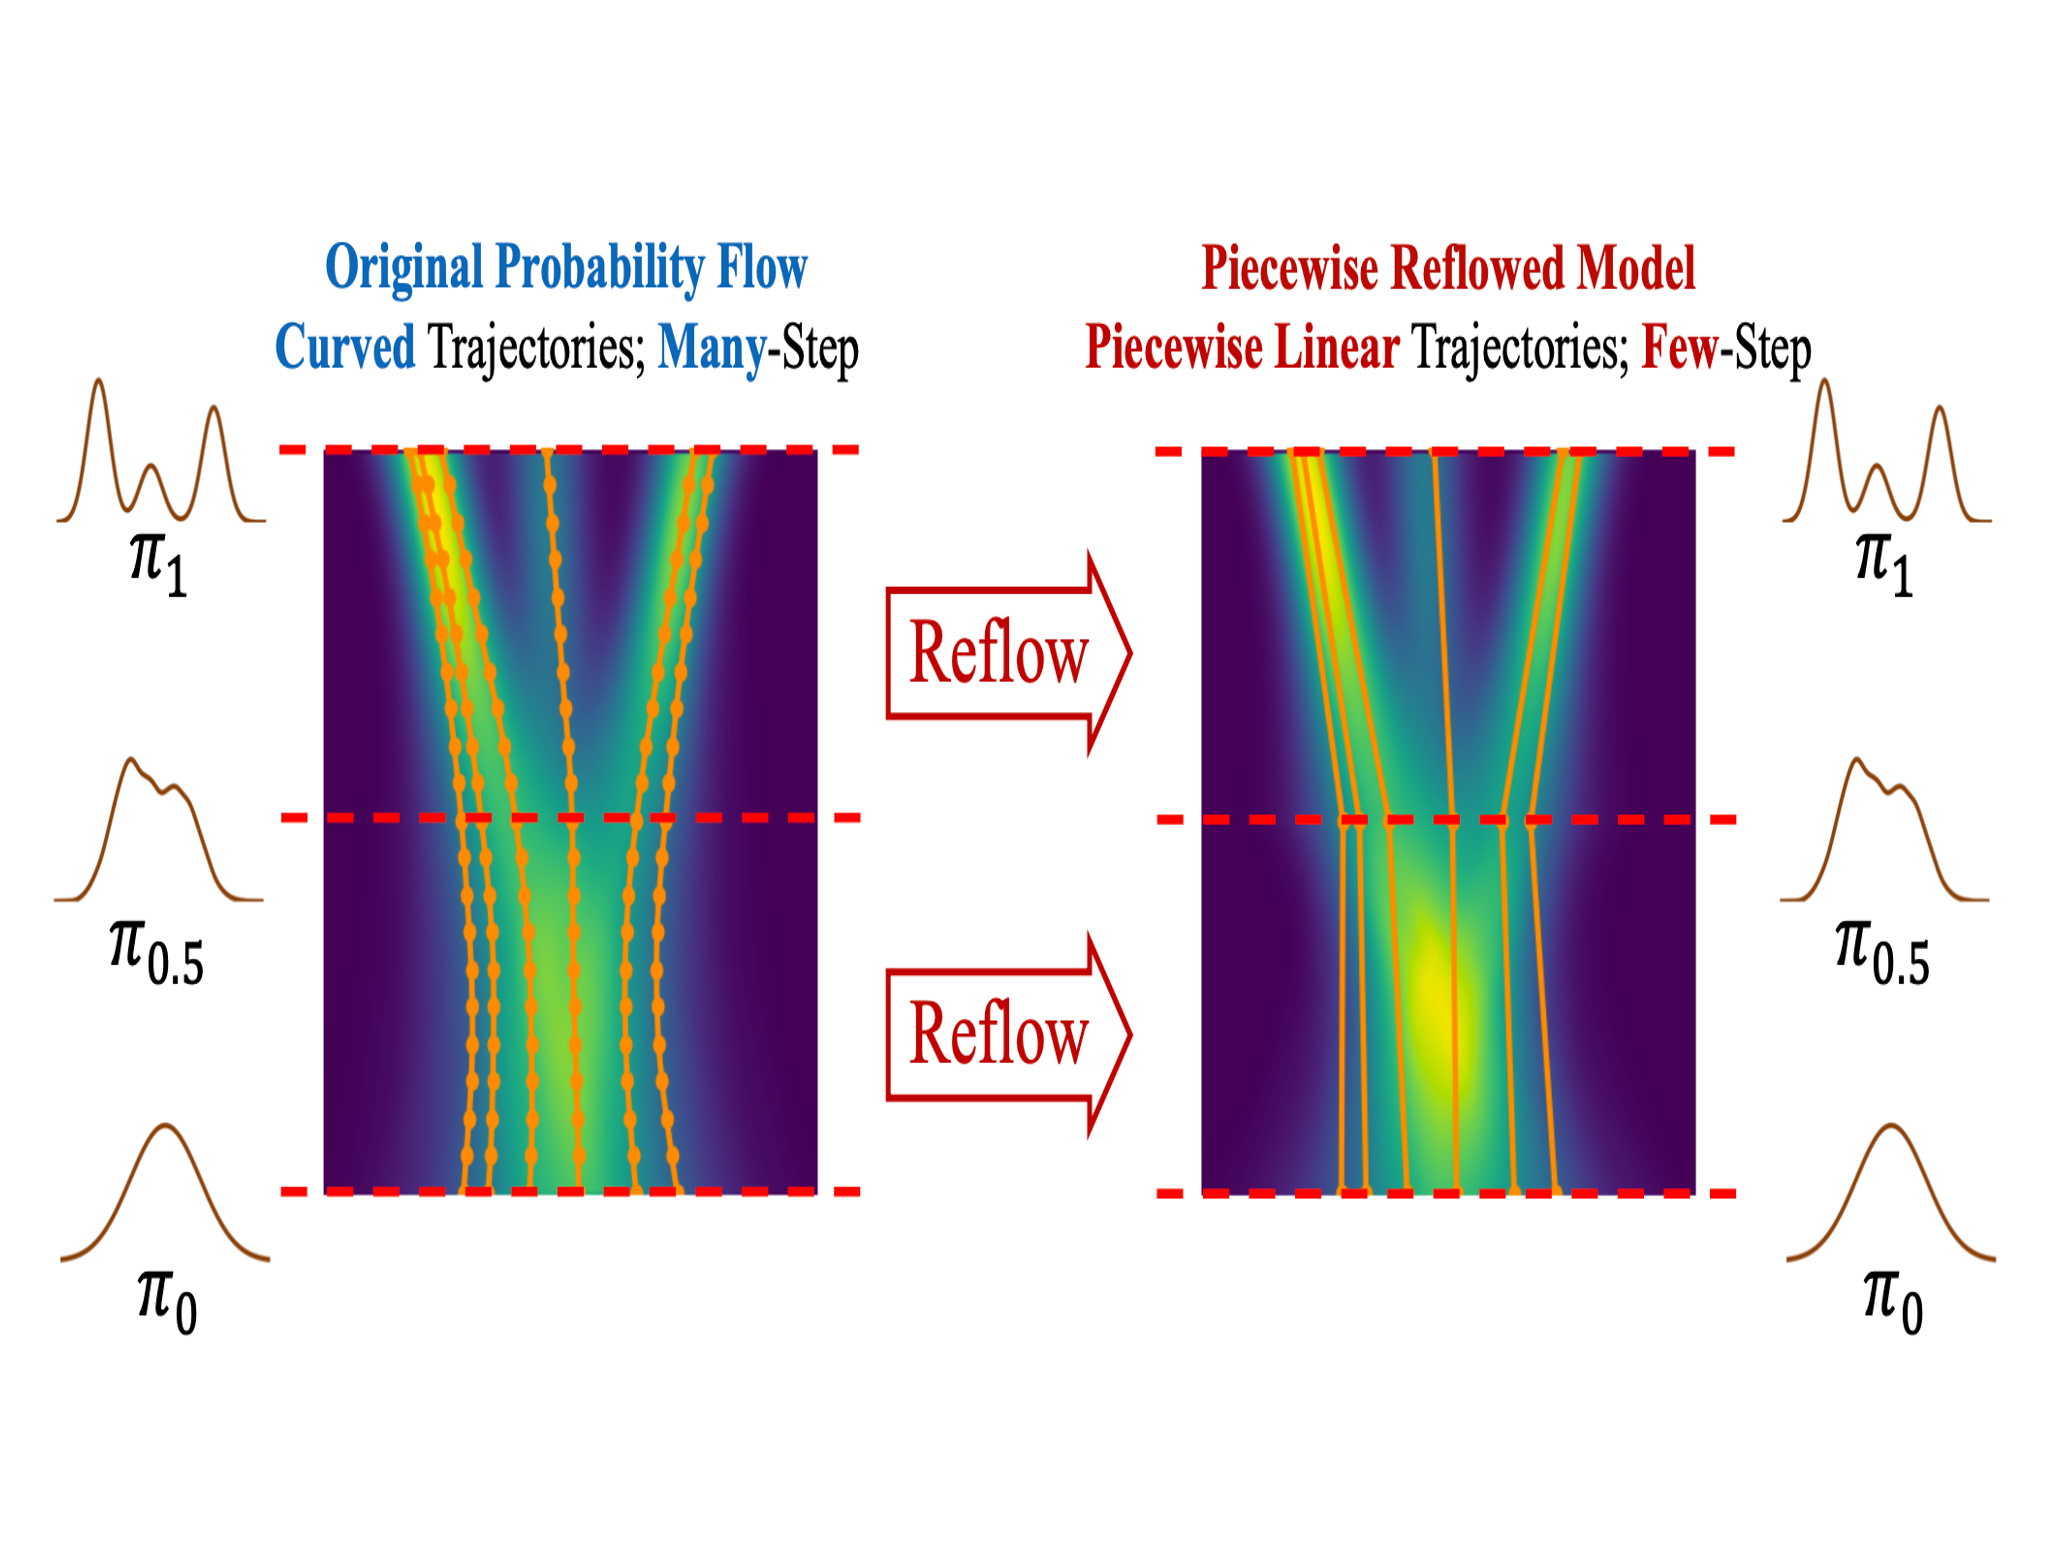 Original Probability Flow
Curved Trajectories; Many-Step
Piecewise Reflowed Model
Piecewise Linear Trajectories; Few-Step
π₁
π₁
Reflow
π₀.₅
π₀.₅
Reflow
π₀
π₀